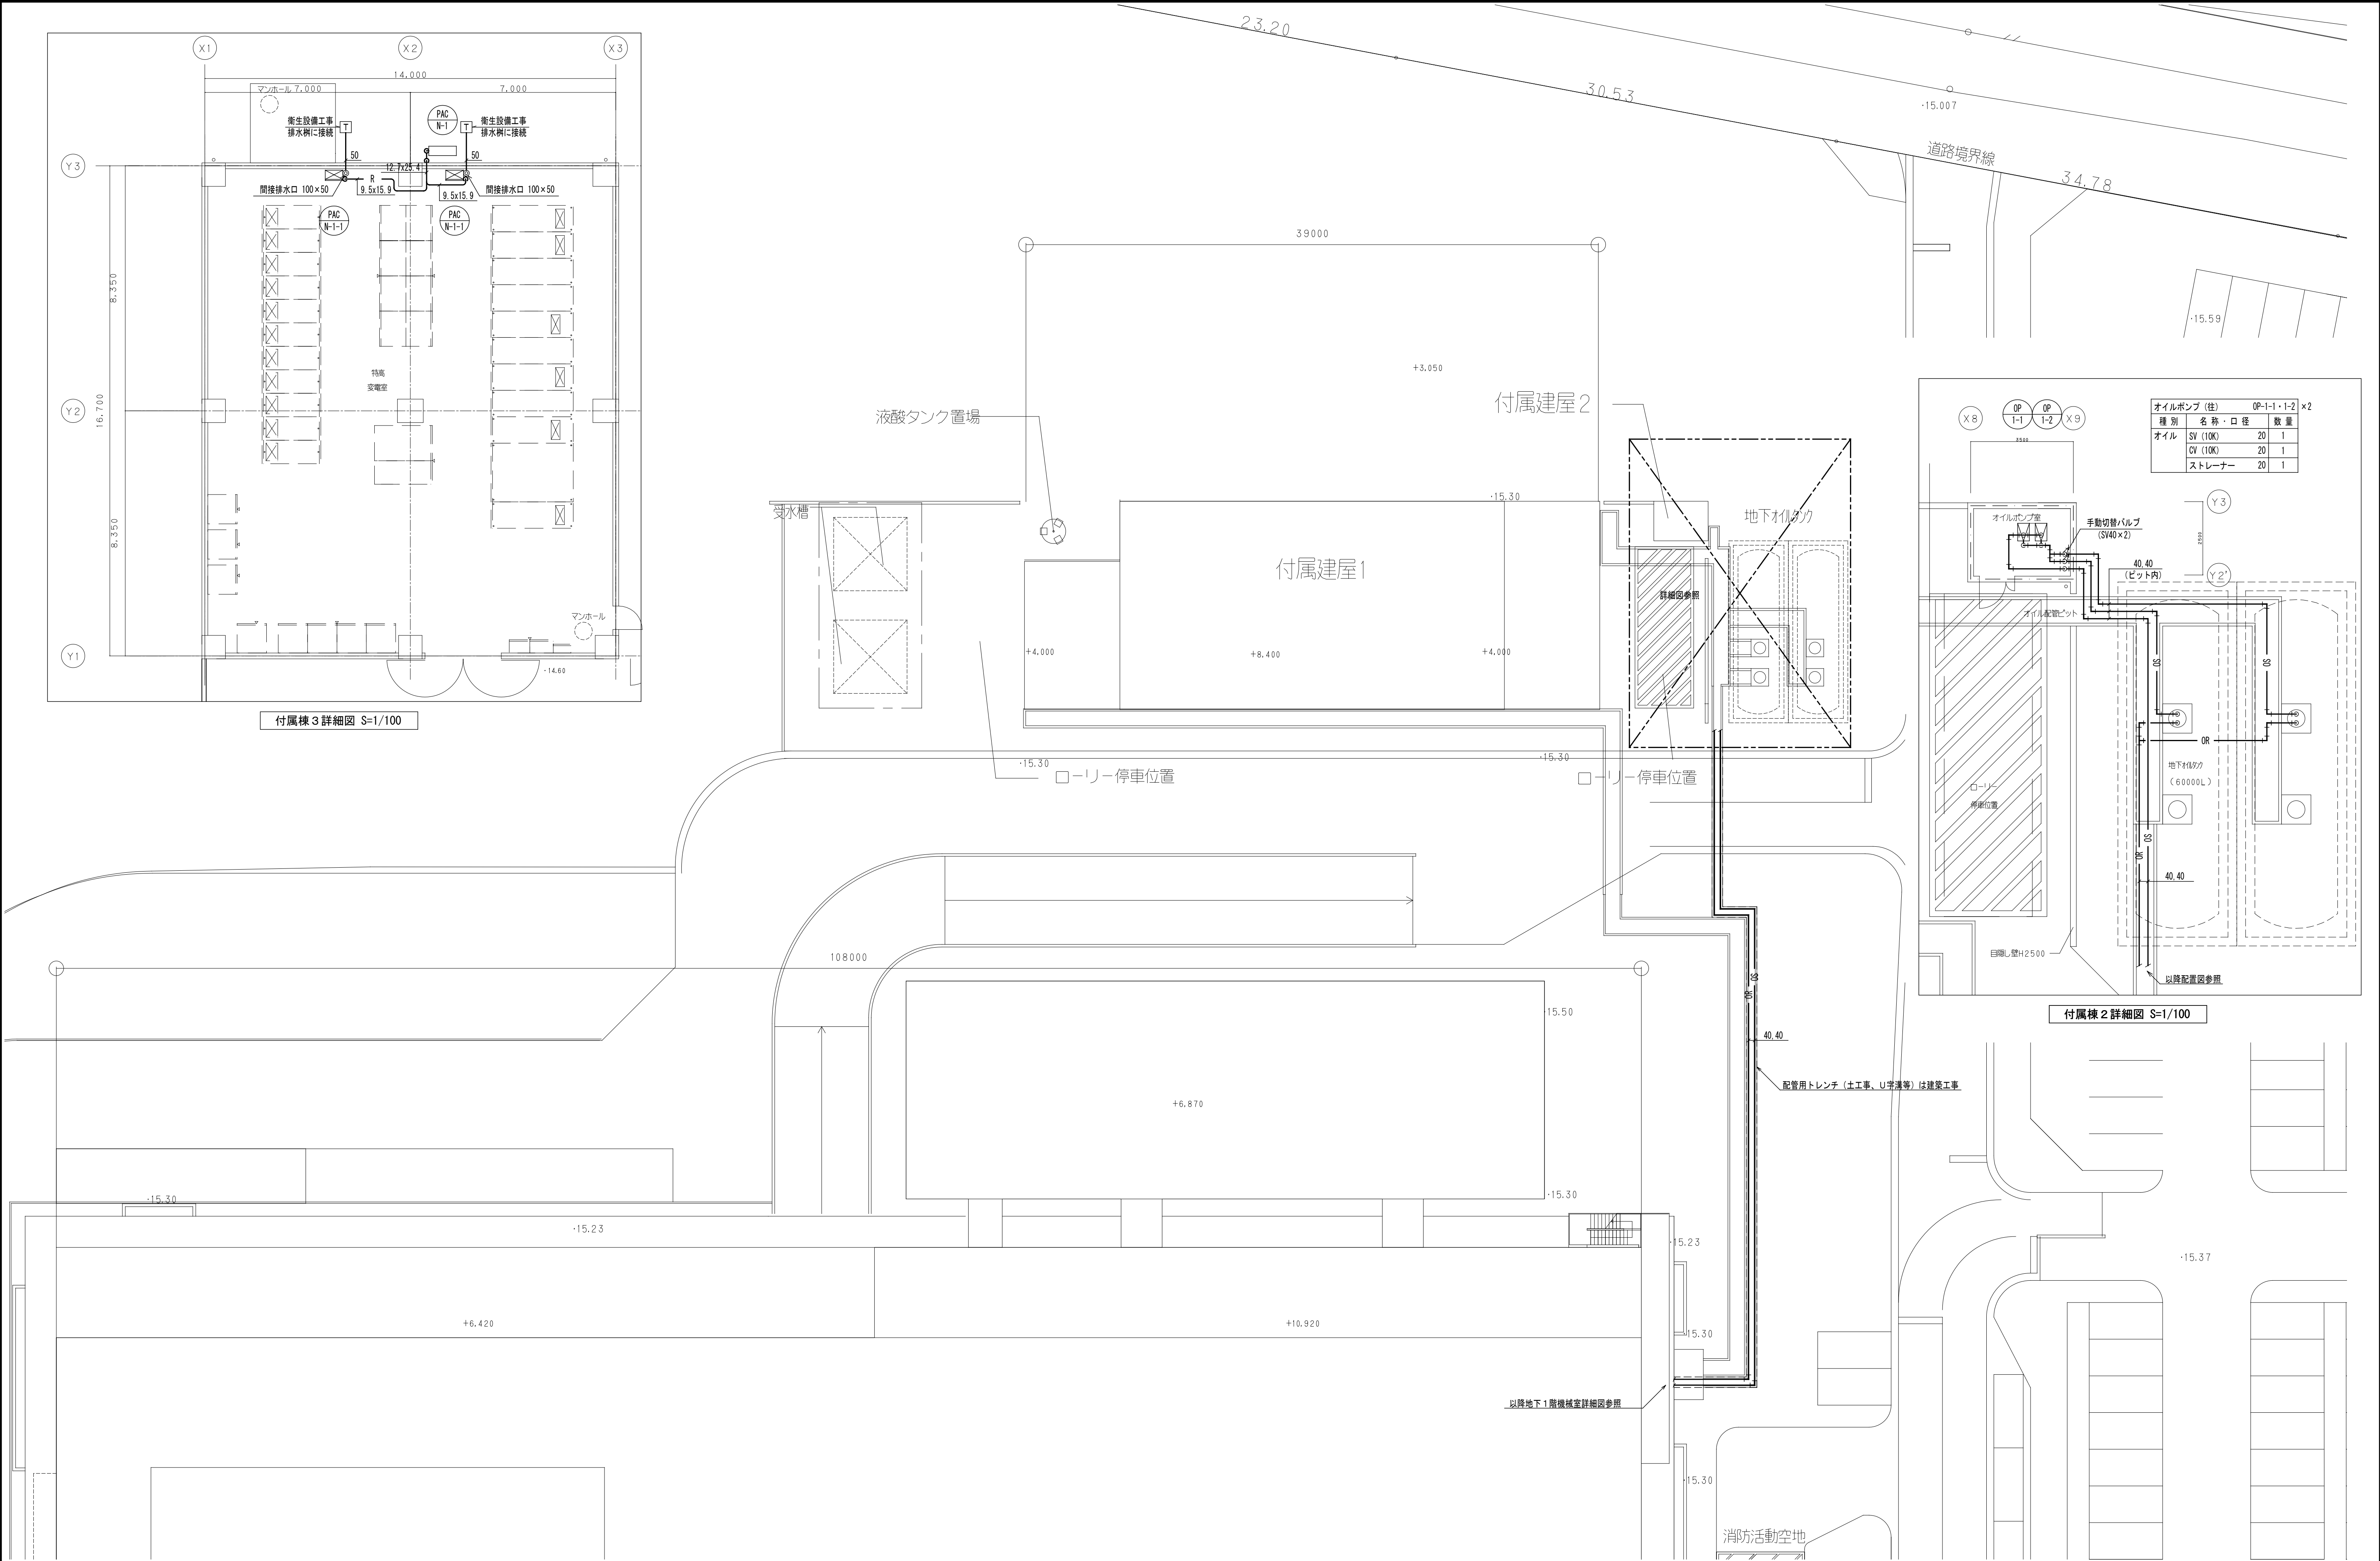 X1
X2
X3
14,000
マンホール 7,000
7,000
PAC
N-1
衛生設備工事
排水桝に接続
T
T
衛生設備工事
排水桝に接続
50
50
Y3
12.7x25.4
R
間接排水口 100×50
9.5x15.9
9.5x15.9
間接排水口 100×50
PAC
N-1-1
PAC
N-1-1
8,350
特高
変電室
Y2
16,700
8,350
マンホール
Y1
·14.60
付属棟3詳細図 S=1/100
23.20
30.53
·15.007
道路境界線
34.78
·15.59
39000
+3.050
液酸タンク置場
付属建屋2
受水槽
·15.30
地下オイルタンク
付属建屋1
詳細図参照
+4.000
+8.400
+4.000
·15.30
ローリー停車位置
·15.30
ローリー停車位置
X8
OP
1-1
OP
1-2
X9
オイルポンプ(往) OP-1-1・1-2 ×2
種 別 名 称・口 径 数 量
オイル SV (10K) 20 1
CV (10K) 20 1
ストレーナー 20 1
3500
Y3
オイルポンプ室
手動切替バルブ
(SV40×2)
2500
40,40
(ピット内)
Y2'
オイル配管ピット
OS
OS
OR
地下オイルタンク
(60000L)
ローリー
停車位置
OS
OR
40,40
目隠し壁H2500
以降配置図参照
付属棟2詳細図 S=1/100
108000
OS
OR
15.50
40,40
配管用トレンチ(土工事、U字溝等)は建築工事
+6.870
·15.30
·15.30
·15.23
·15.23
·15.37
+6.420
+10.920
·15.30
以降地下1階機械室詳細図参照
·15.30
消防活動空地